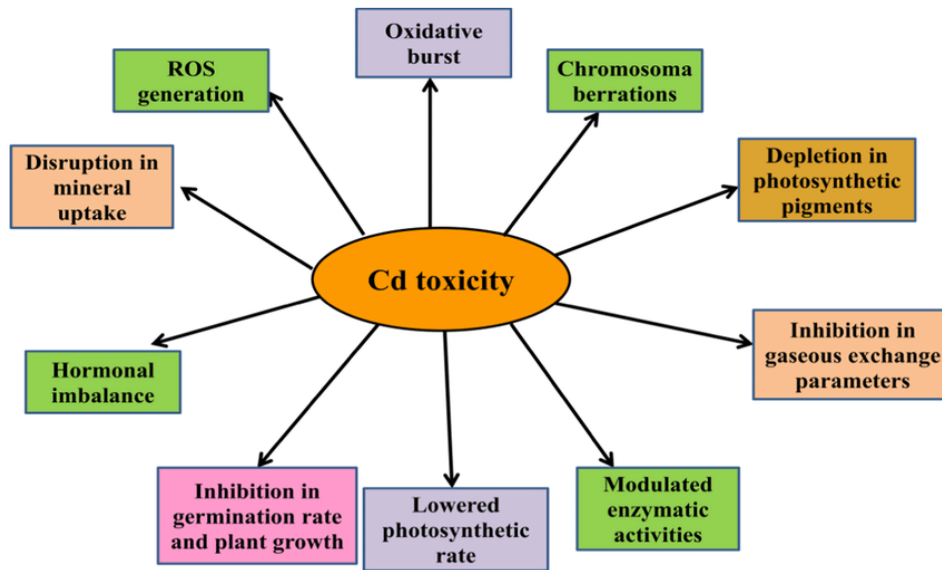 Oxidative
burst
ROS
generation
Chromosoma
berrations
Disruption in
mineral
uptake
Depletion in
photosynthetic
pigments
Cd toxicity
Inhibition in
gaseous exchange
parameters
Hormonal
imbalance
Inhibition in
germination rate
and plant growth
Lowered
photosynthetic
rate
Modulated
enzymatic
activities